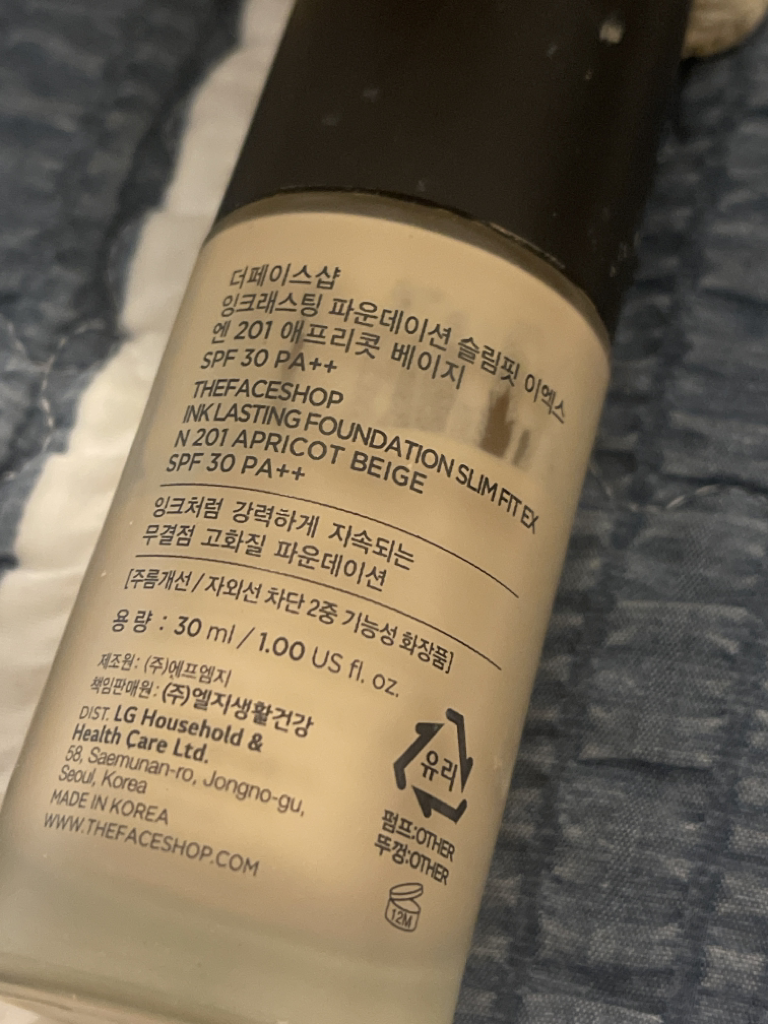 더페이스샵
잉크래스팅 파운데이션 슬림핏 이엑스
엔 201 애프리콧 베이지
SPF 30 PA++
THEFACESHOP
INK LASTING FOUNDATION SLIM FIT EX
N 201 APRICOT BEIGE
SPF 30 PA++
잉크처럼 강력하게 지속되는
무결점 고화질 파운데이션
[주름개선 / 자외선 차단 2중 기능성 화장품]
용량 : 30 ml / 1.00 US fl. oz.
제조원: (주)에프엠지
책임판매원: (주)엘지생활건강
DIST. LG Household &
Health Care Ltd.
58, Saemunan-ro, Jongno-gu,
Seoul, Korea
MADE IN KOREA
WWW.THEFACESHOP.COM
유리
펌프:OTHER
뚜껑:OTHER
12M